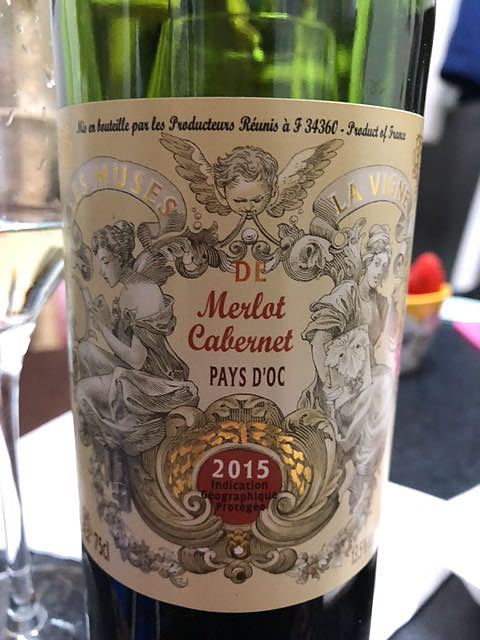 Mis en bouteille par les Producteurs Réunis à F 34360 - Product of France
LES MUSES
DE
LA VIGNE
Merlot
Cabernet
PAYS D'OC
2015
Indication
Géographique
Protégée
75cl